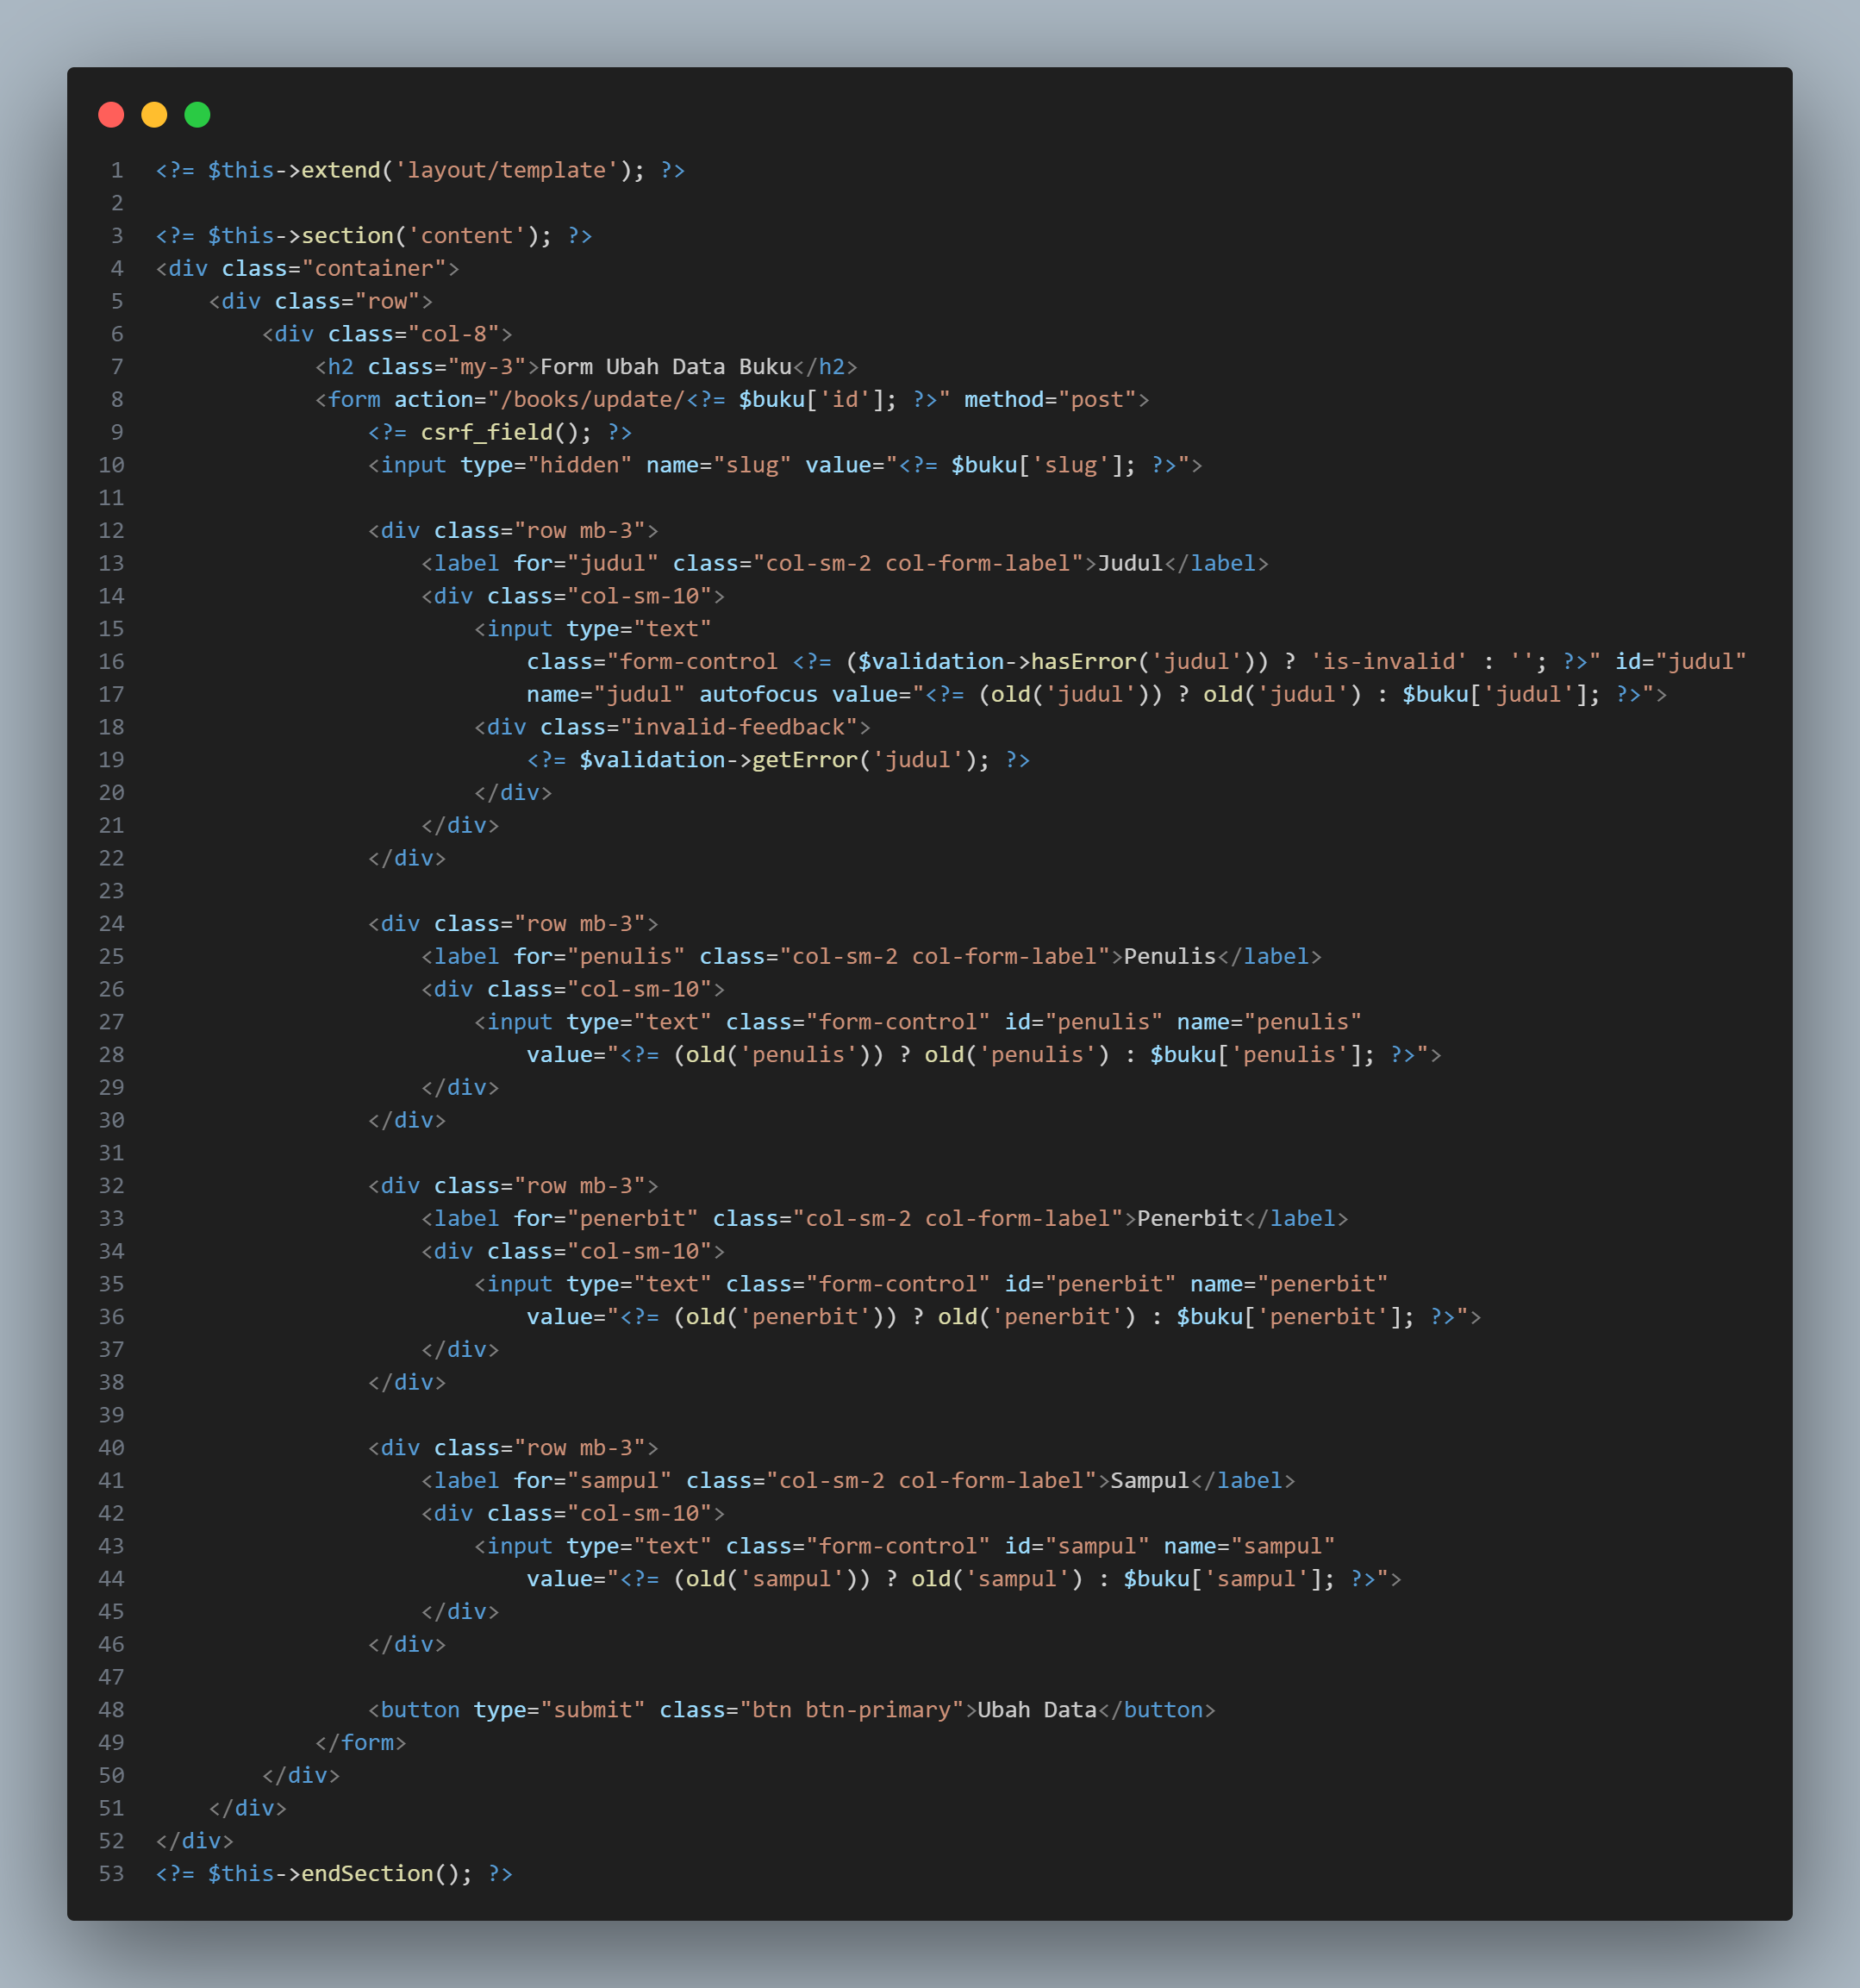 1 <?= $this->extend('layout/template'); ?>
2
3 <?= $this->section('content'); ?>
4 <div class="container">
5     <div class="row">
6         <div class="col-8">
7             <h2 class="my-3">Form Ubah Data Buku</h2>
8             <form action="/books/update/<?= $buku['id']; ?>" method="post">
9                 <?= csrf_field(); ?>
10                 <input type="hidden" name="slug" value="<?= $buku['slug']; ?>">
11
12                 <div class="row mb-3">
13                     <label for="judul" class="col-sm-2 col-form-label">Judul</label>
14                     <div class="col-sm-10">
15                         <input type="text"
16                             class="form-control <?= ($validation->hasError('judul')) ? 'is-invalid' : ''; ?>" id="judul"
17                             name="judul" autofocus value="<?= (old('judul')) ? old('judul') : $buku['judul']; ?>">
18                         <div class="invalid-feedback">
19                             <?= $validation->getError('judul'); ?>
20                         </div>
21                     </div>
22                 </div>
23
24                 <div class="row mb-3">
25                     <label for="penulis" class="col-sm-2 col-form-label">Penulis</label>
26                     <div class="col-sm-10">
27                         <input type="text" class="form-control" id="penulis" name="penulis"
28                             value="<?= (old('penulis')) ? old('penulis') : $buku['penulis']; ?>">
29                     </div>
30                 </div>
31
32                 <div class="row mb-3">
33                     <label for="penerbit" class="col-sm-2 col-form-label">Penerbit</label>
34                     <div class="col-sm-10">
35                         <input type="text" class="form-control" id="penerbit" name="penerbit"
36                             value="<?= (old('penerbit')) ? old('penerbit') : $buku['penerbit']; ?>">
37                     </div>
38                 </div>
39
40                 <div class="row mb-3">
41                     <label for="sampul" class="col-sm-2 col-form-label">Sampul</label>
42                     <div class="col-sm-10">
43                         <input type="text" class="form-control" id="sampul" name="sampul"
44                             value="<?= (old('sampul')) ? old('sampul') : $buku['sampul']; ?>">
45                     </div>
46                 </div>
47
48                 <button type="submit" class="btn btn-primary">Ubah Data</button>
49             </form>
50         </div>
51     </div>
52 </div>
53 <?= $this->endSection(); ?>